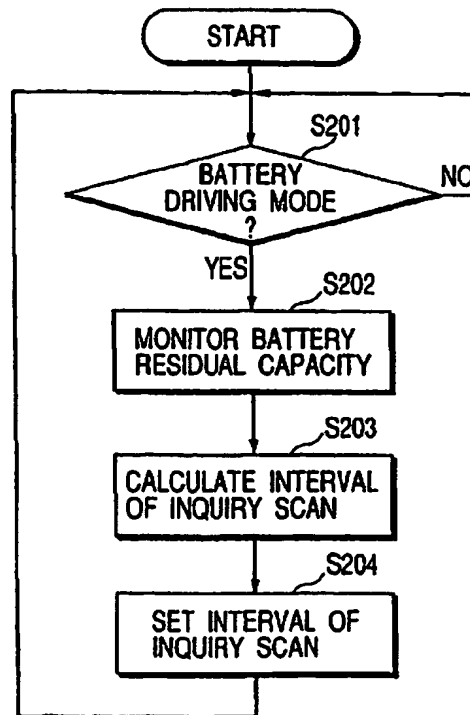 START
S201
BATTERY
DRIVING MODE
?
NO
YES
S202
MONITOR BATTERY
RESIDUAL CAPACITY
S203
CALCULATE INTERVAL
OF INQUIRY SCAN
S204
SET INTERVAL OF
INQUIRY SCAN